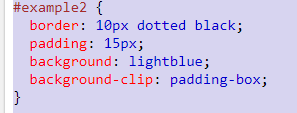 #example2 {
  border: 10px dotted black;
  padding: 15px;
  background: lightblue;
  background-clip: padding-box;
}